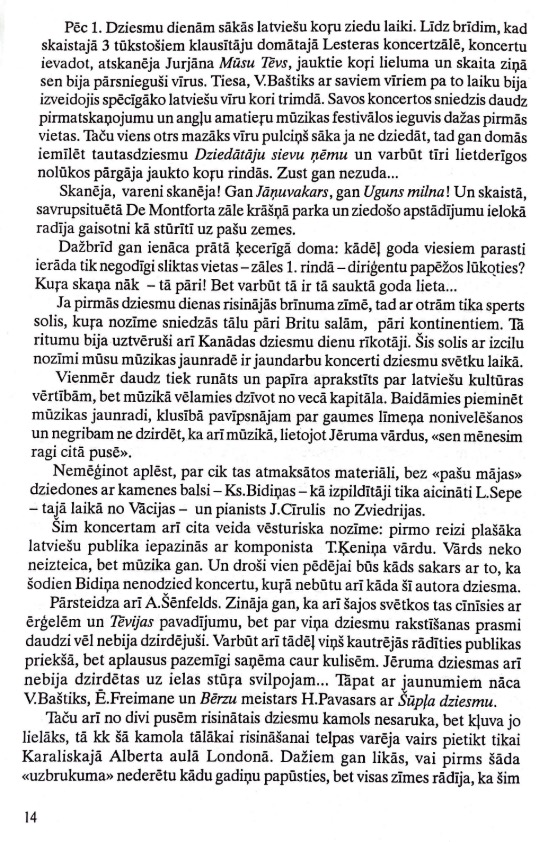 Pēc 1. Dziesmu dienām sākās latviešu koŗu ziedu laiki. Līdz brīdim, kad
skaistajā 3 tūkstošiem klausītāju domātajā Lesteras koncertzālē, koncertu
ievadot, atskanēja Jurjāna Mūsu Tēvs, jauktie koŗi lieluma un skaita ziņā
sen bija pārsnieguši vīrus. Tiesa, V.Baštiks ar saviem vīriem pa to laiku bija
izveidojis spēcīgāko latviešu vīru kori trimdā. Savos koncertos sniedzis daudz
pirmatskaņojumu un angļu amatieŗu mūzikas festivālos ieguvis dažas pirmās
vietas. Taču viens otrs mazāks vīru pulciņš sāka ja ne dziedāt, tad gan domās
iemīlēt tautasdziesmu Dziedātāju sievu ņēmu un varbūt tīri lietderīgos
nolūkos pārgāja jaukto koŗu rindās. Zust gan nezuda...
Skanēja, vareni skanēja! Gan Jāņuvakars, gan Uguns milna! Un skaistā,
savrupsituētā De Montforta zāle krāšņā parka un ziedošo apstādījumu ielokā
radīja gaisotni kā stūrītī uz pašu zemes.
Dažbrīd gan ienāca prātā ķecerīgā doma: kādēļ goda viesiem parasti
ierāda tik negodīgi sliktas vietas – zāles 1. rindā – diriģentu papēžos lūkoties?
Kuŗa skaņa nāk – tā pāri! Bet varbūt tā ir tā sauktā goda lieta...
Ja pirmās dziesmu dienas risinājās brīnuma zīmē, tad ar otrām tika sperts
solis, kuŗa nozīme sniedzās tālu pāri Britu salām, pāri kontinentiem. Tā
ritumu bija uztvēruši arī Kanādas dziesmu dienu rīkotāji. Šis solis ar izcilu
nozīmi mūsu mūzikas jaunradē ir jaundarbu koncerti dziesmu svētku laikā.
Vienmēr daudz tiek runāts un papīra aprakstīts par latviešu kultūras
vērtībām, bet mūzikā vēlamies dzīvot no vecā kapitāla. Baidāmies pieminēt
mūzikas jaunradi, klusībā pavīpsnājam par gaumes līmeņa nonivelēšanos
un negribam ne dzirdēt, ka arī mūzikā, lietojot Jēruma vārdus, «sen mēnesim
ragi citā pusē».
Nemēģinot aplēst, par cik tas atmaksātos materiāli, bez «pašu mājas»
dziedones ar kamenes balsi – Ks.Bidiņas – kā izpildītāji tika aicināti L.Sepe
– tajā laikā no Vācijas – un pianists J.Cīrulis no Zviedrijas.
Šim koncertam arī cita veida vēsturiska nozīme: pirmo reizi plašāka
latviešu publika iepazinās ar komponista T.Ķeniņa vārdu. Vārds neko
neizteica, bet mūzika gan. Un droši vien pēdējai būs kāds sakars ar to, ka
šodien Bidiņa nenodzied koncertu, kuŗā nebūtu arī kāda šī autora dziesma.
Pārsteidza arī A.Šēnfelds. Zināja gan, ka arī šajos svētkos tas cīnīsies ar
ērģelēm un Tēvijas pavadījumu, bet par viņa dziesmu rakstīšanas prasmi
daudzi vēl nebija dzirdējuši. Varbūt arī tādēļ viņš kautrējās rādīties publikas
priekšā, bet aplausus pazemīgi saņēma caur kulisēm. Jēruma dziesmas arī
nebija dzirdētas uz ielas stūŗa svilpojam... Tāpat ar jaunumiem nāca
V.Baštiks, Ē.Freimane un Bērzu meistars H.Pavasars ar Šūpļa dziesmu.
Taču arī no divi pusēm risinātais dziesmu kamols nesaruka, bet kļuva jo
lielāks, tā kk šā kamola tālākai risināšanai telpas varēja vairs pietikt tikai
Karaliskajā Alberta aulā Londonā. Dažiem gan likās, vai pirms šāda
«uzbrukuma» nederētu kādu gadiņu papūsties, bet visas zīmes rādīja, ka šim
14